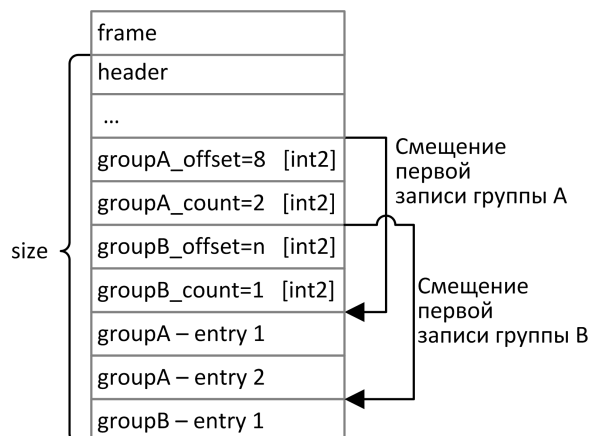 frame
header
...
groupA_offset=8 [int2]
groupA_count=2 [int2]
groupB_offset=n [int2]
groupB_count=1 [int2]
groupA – entry 1
groupA – entry 2
groupB – entry 1
size
Смещение
первой
записи группы А
Смещение
первой
записи группы В